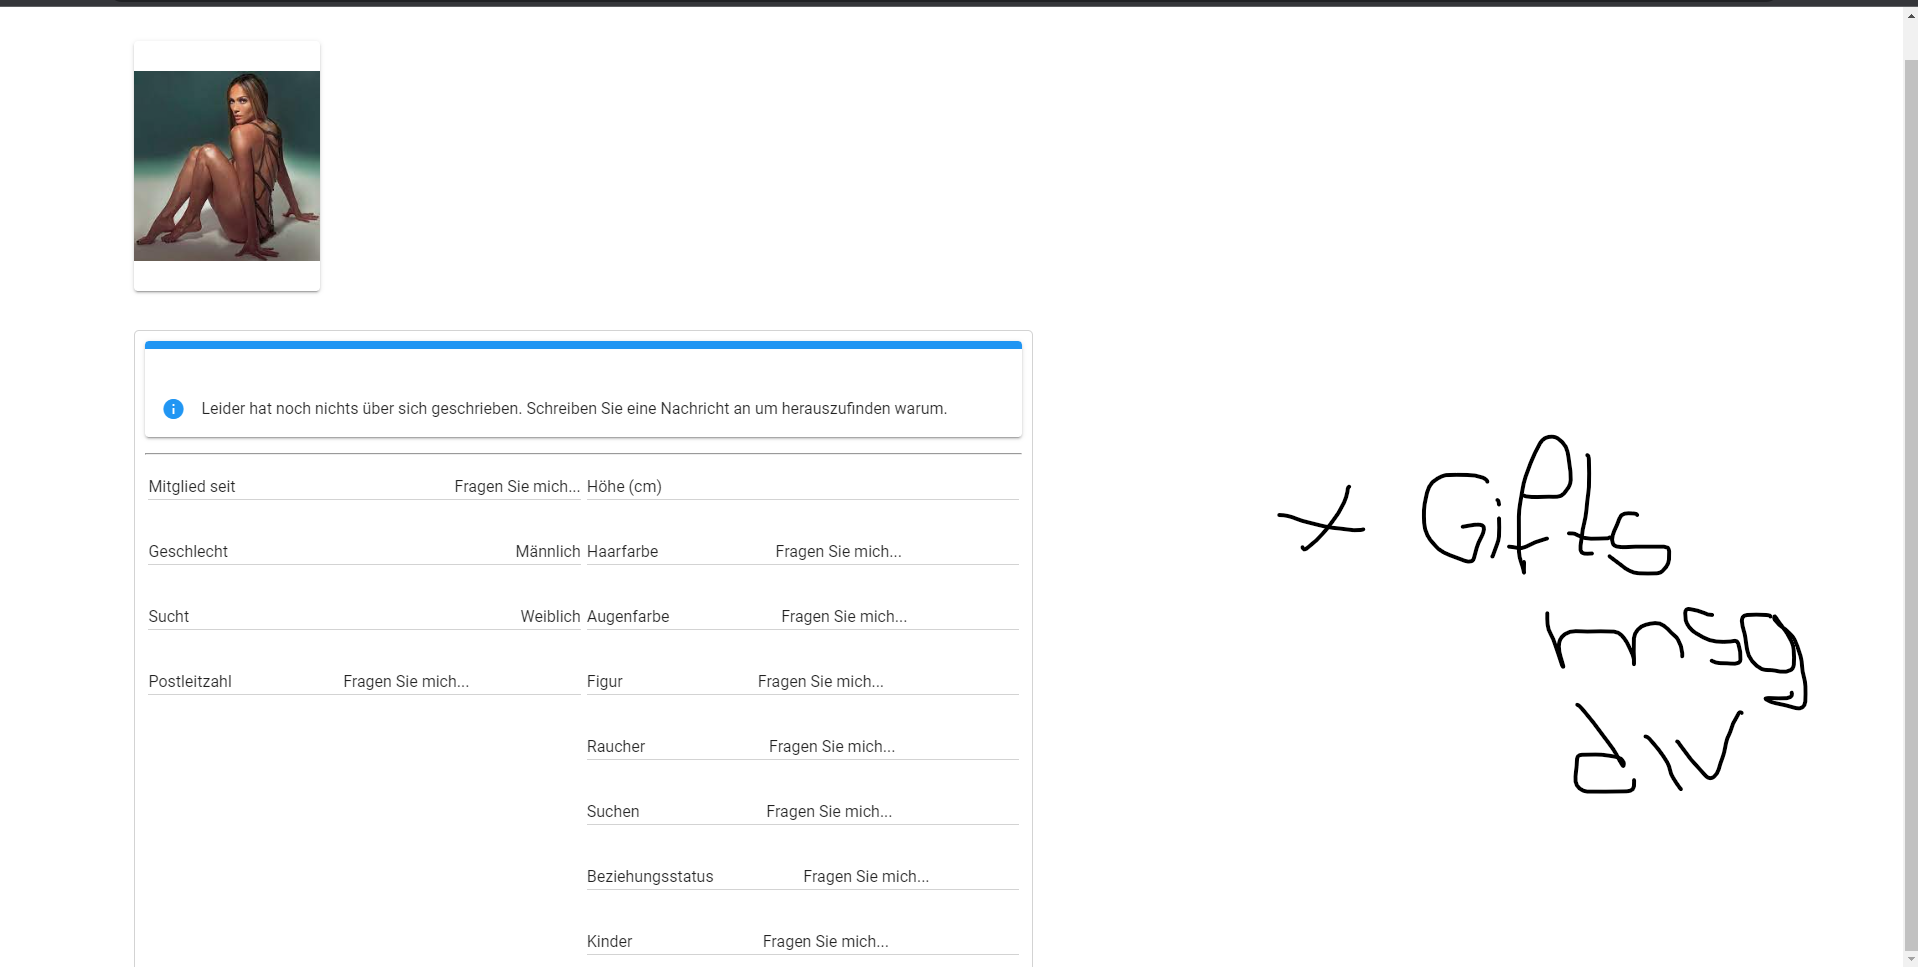 Leider hat noch nichts über sich geschrieben. Schreiben Sie eine Nachricht an um herauszufinden warum.
Mitglied seit Fragen Sie mich... Höhe (cm)
Geschlecht Männlich Haarfarbe Fragen Sie mich...
Sucht Weiblich Augenfarbe Fragen Sie mich...
Postleitzahl Fragen Sie mich... Figur Fragen Sie mich...
Raucher Fragen Sie mich...
Suchen Fragen Sie mich...
Beziehungsstatus Fragen Sie mich...
Kinder Fragen Sie mich...
+ Gifts
msg
div